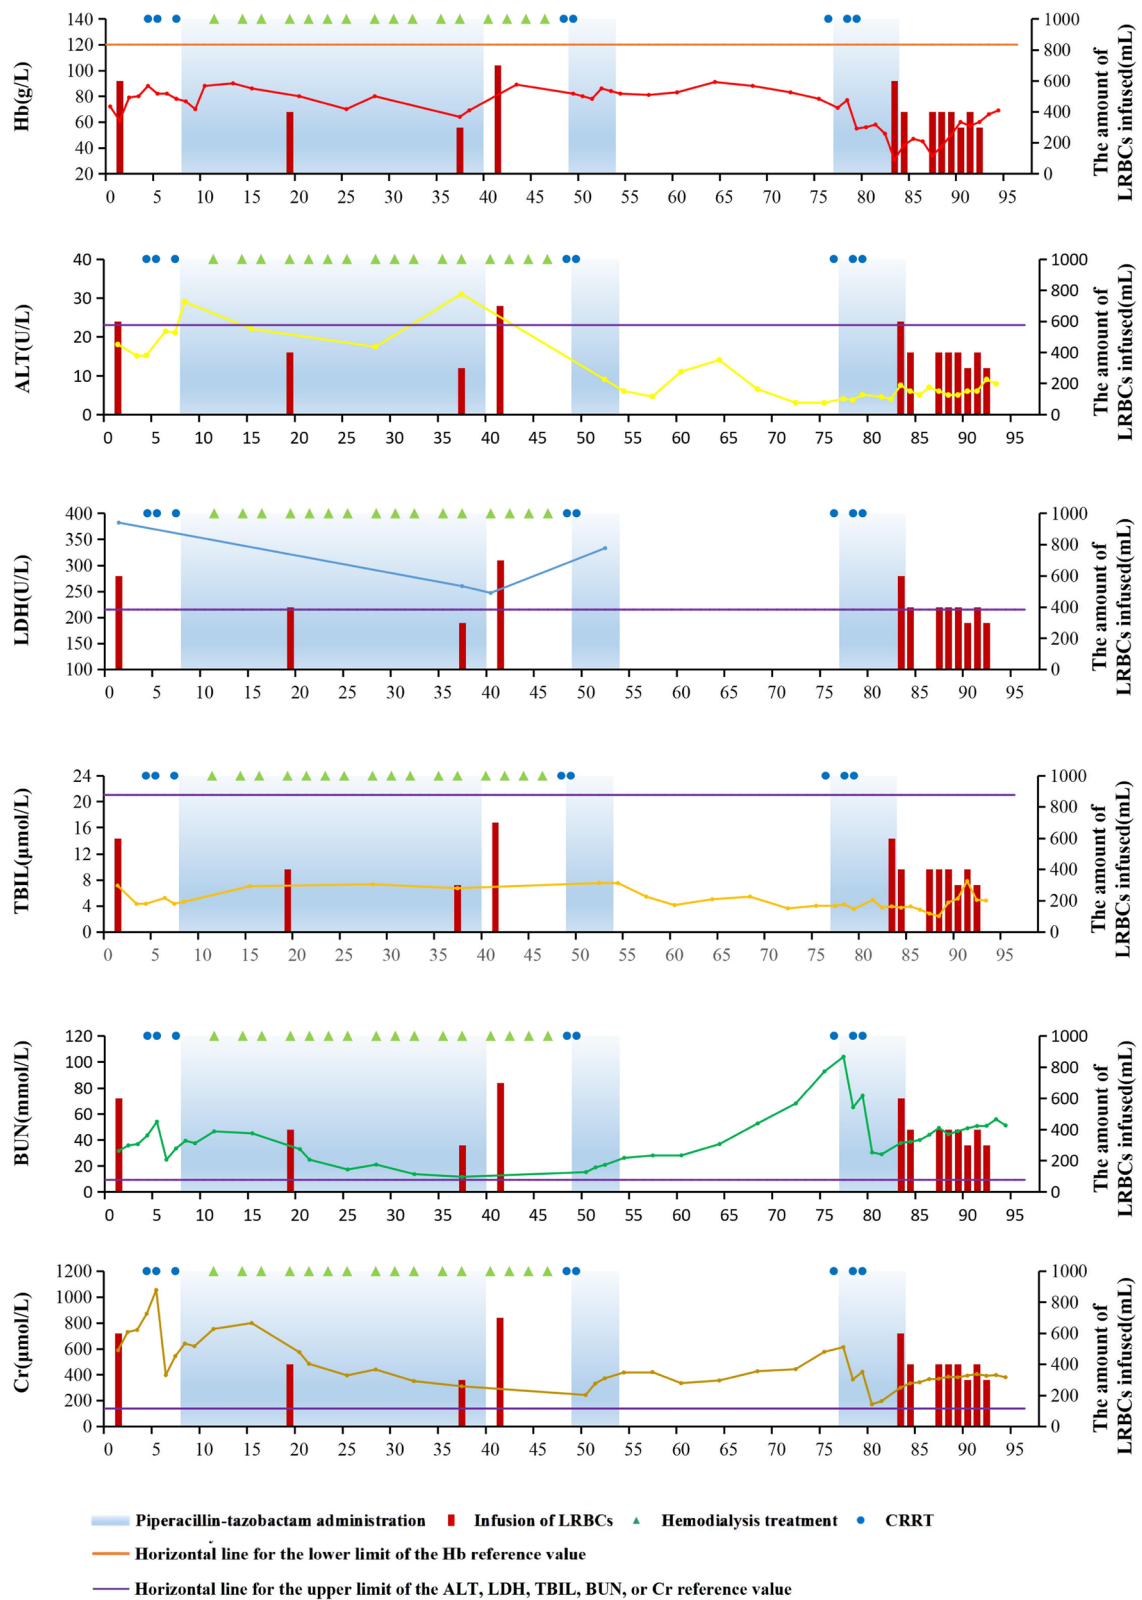 140
120
100
80
60
40
20
Hb(g/L)
1000
800
600
400
200
0
The amount of
LRBCs infused(mL)
0 5 10 15 20 25 30 35 40 45 50 55 60 65 70 75 80 85 90 95
40
30
20
10
0
ALT(U/L)
1000
800
600
400
200
0
The amount of
LRBCs infused(mL)
0 5 10 15 20 25 30 35 40 45 50 55 60 65 70 75 80 85 90 95
400
350
300
250
200
150
100
LDH(U/L)
1000
800
600
400
200
0
The amount of
LRBCs infused(mL)
0 5 10 15 20 25 30 35 40 45 50 55 60 65 70 75 80 85 90 95
24
20
16
12
8
4
0
TBIL(μmol/L)
1000
800
600
400
200
0
The amount of
LRBCs infused(mL)
0 5 10 15 20 25 30 35 40 45 50 55 60 65 70 75 80 85 90 95
120
100
80
60
40
20
0
BUN(mmol/L)
1000
800
600
400
200
0
The amount of
LRBCs infused(mL)
0 5 10 15 20 25 30 35 40 45 50 55 60 65 70 75 80 85 90 95
1200
1000
800
600
400
200
0
Cr(μmol/L)
1000
800
600
400
200
0
The amount of
LRBCs infused(mL)
0 5 10 15 20 25 30 35 40 45 50 55 60 65 70 75 80 85 90 95
Piperacillin-tazobactam administration Infusion of LRBCs Hemodialysis treatment CRRT
Horizontal line for the lower limit of the Hb reference value
Horizontal line for the upper limit of the ALT, LDH, TBIL, BUN, or Cr reference value